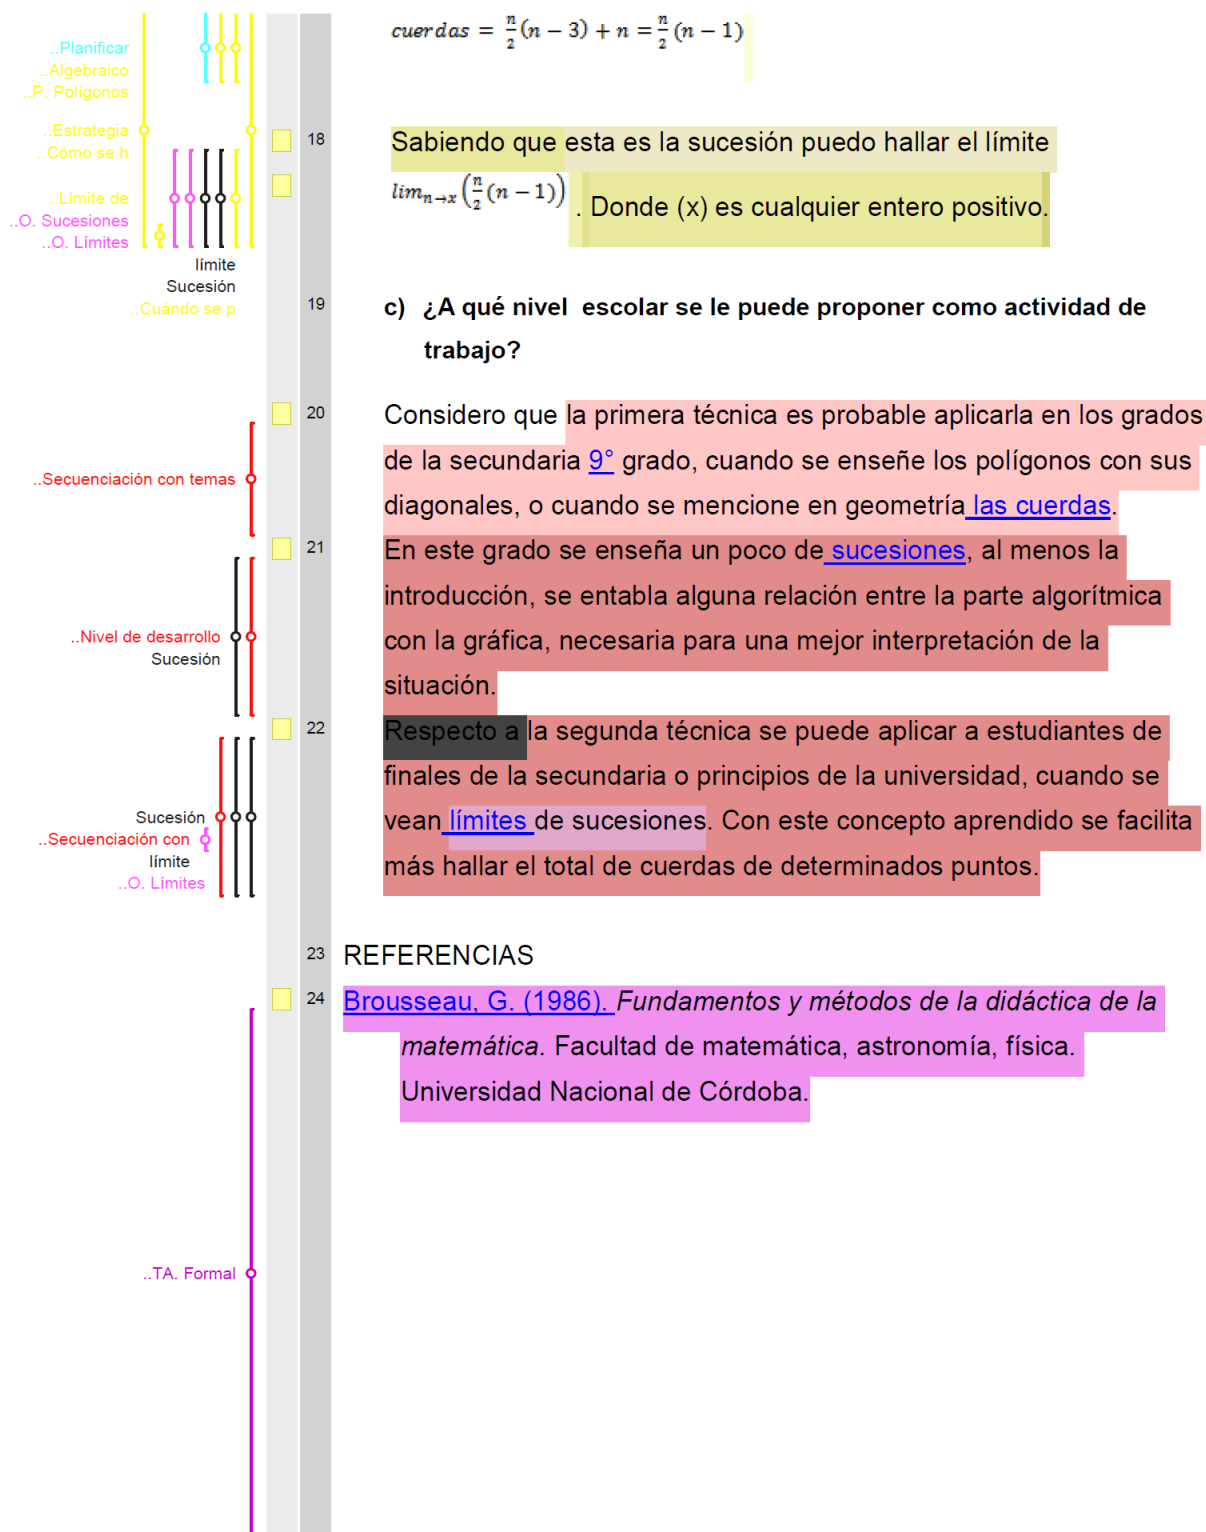 cuerdas = n/2 (n − 3) + n = n/2 (n − 1)
..Planificar
..Algebraico
..P. Polígonos
..Estrategia
..Cómo se h
..Límite de
..O. Sucesiones
..O. Límites
límite
Sucesión
..Cuándo se p
18 Sabiendo que esta es la sucesión puedo hallar el límite
lim n→x (n/2 (n − 1)) . Donde (x) es cualquier entero positivo.
19 c) ¿A qué nivel escolar se le puede proponer como actividad de
trabajo?
20 Considero que la primera técnica es probable aplicarla en los grados
de la secundaria 9° grado, cuando se enseñe los polígonos con sus
..Secuenciación con temas
diagonales, o cuando se mencione en geometría las cuerdas.
21 En este grado se enseña un poco de sucesiones, al menos la
introducción, se entabla alguna relación entre la parte algorítmica
..Nivel de desarrollo
Sucesión
con la gráfica, necesaria para una mejor interpretación de la
situación.
22 Respecto a la segunda técnica se puede aplicar a estudiantes de
finales de la secundaria o principios de la universidad, cuando se
Sucesión
..Secuenciación con
límite
..O. Límites
vean límites de sucesiones. Con este concepto aprendido se facilita
más hallar el total de cuerdas de determinados puntos.
23 REFERENCIAS
24 Brousseau, G. (1986). Fundamentos y métodos de la didáctica de la
matemática. Facultad de matemática, astronomía, física.
Universidad Nacional de Córdoba.
..TA. Formal